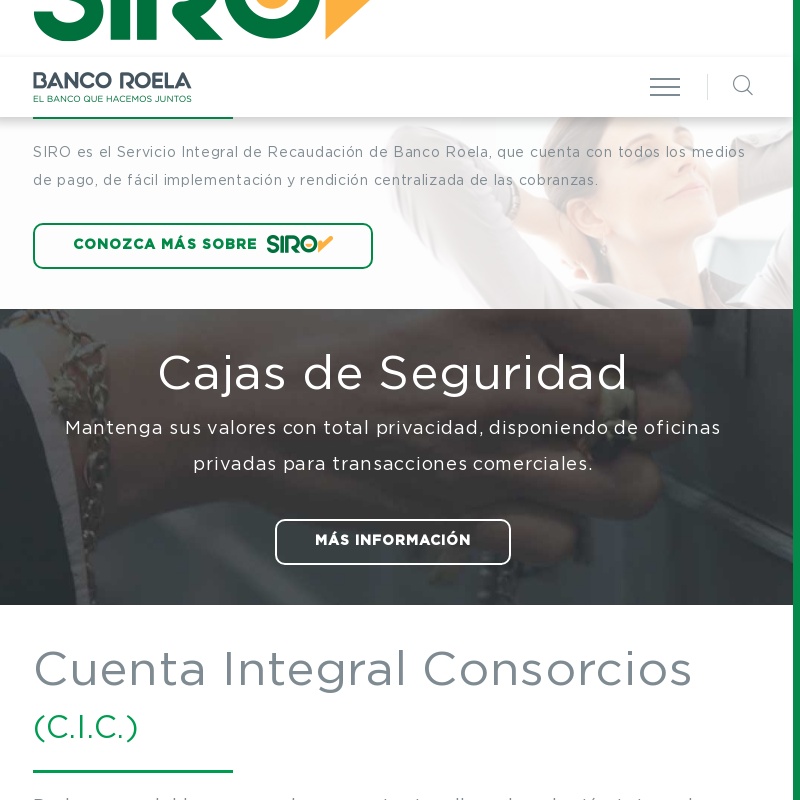 SIRO
BANCO ROELA
EL BANCO QUE HACEMOS JUNTOS
SIRO es el Servicio Integral de Recaudación de Banco Roela, que cuenta con todos los medios
de pago, de fácil implementación y rendición centralizada de las cobranzas.
CONOZCA MÁS SOBRE SIRO
Cajas de Seguridad
Mantenga sus valores con total privacidad, disponiendo de oficinas
privadas para transacciones comerciales.
MÁS INFORMACIÓN
Cuenta Integral Consorcios
(C.I.C.)